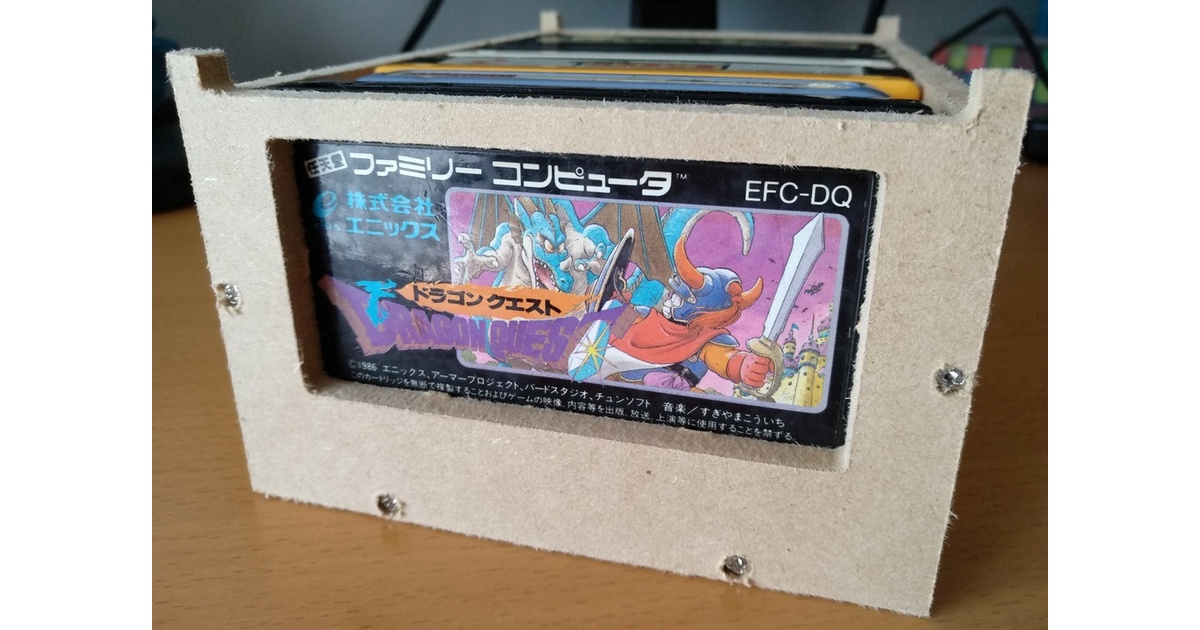 任天堂 ファミリー コンピュータ™
EFC-DQ
株式会社
エニックス
ドラゴンクエスト
DRAGON QUEST
©1986 エニックス、アーマープロジェクト、バードスタジオ、チュンソフト 音楽／すぎやまこういち
このカートリッジを無断で複製することおよびゲームの映像、内容等を出版、放送、上演等に使用することを禁ずる